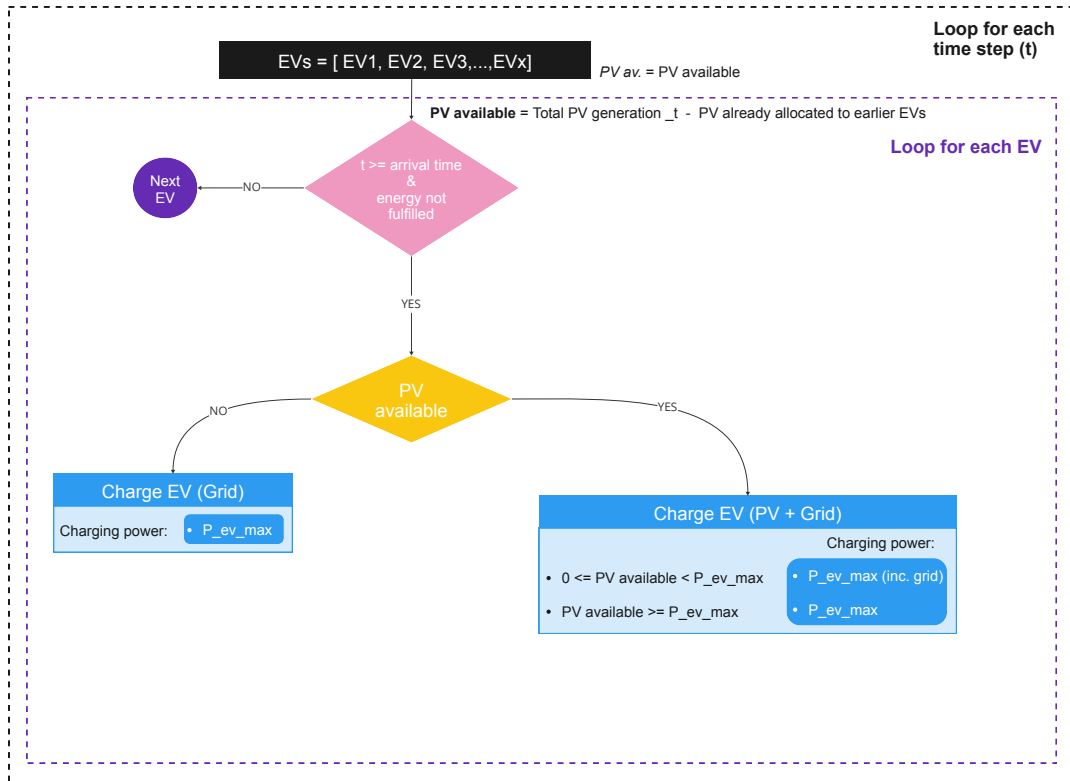 Loop for each
time step (t)
EVs = [ EV1, EV2, EV3,...,EVx]
PV av. = PV available
PV available = Total PV generation _t - PV already allocated to earlier EVs
Loop for each EV
t >= arrival time
&
energy not
fulfilled
NO
Next
EV
YES
PV
available
NO
YES
Charge EV (Grid)
Charging power:
• P_ev_max
Charge EV (PV + Grid)
Charging power:
• 0 <= PV available < P_ev_max
• P_ev_max (inc. grid)
• PV available >= P_ev_max
• P_ev_max